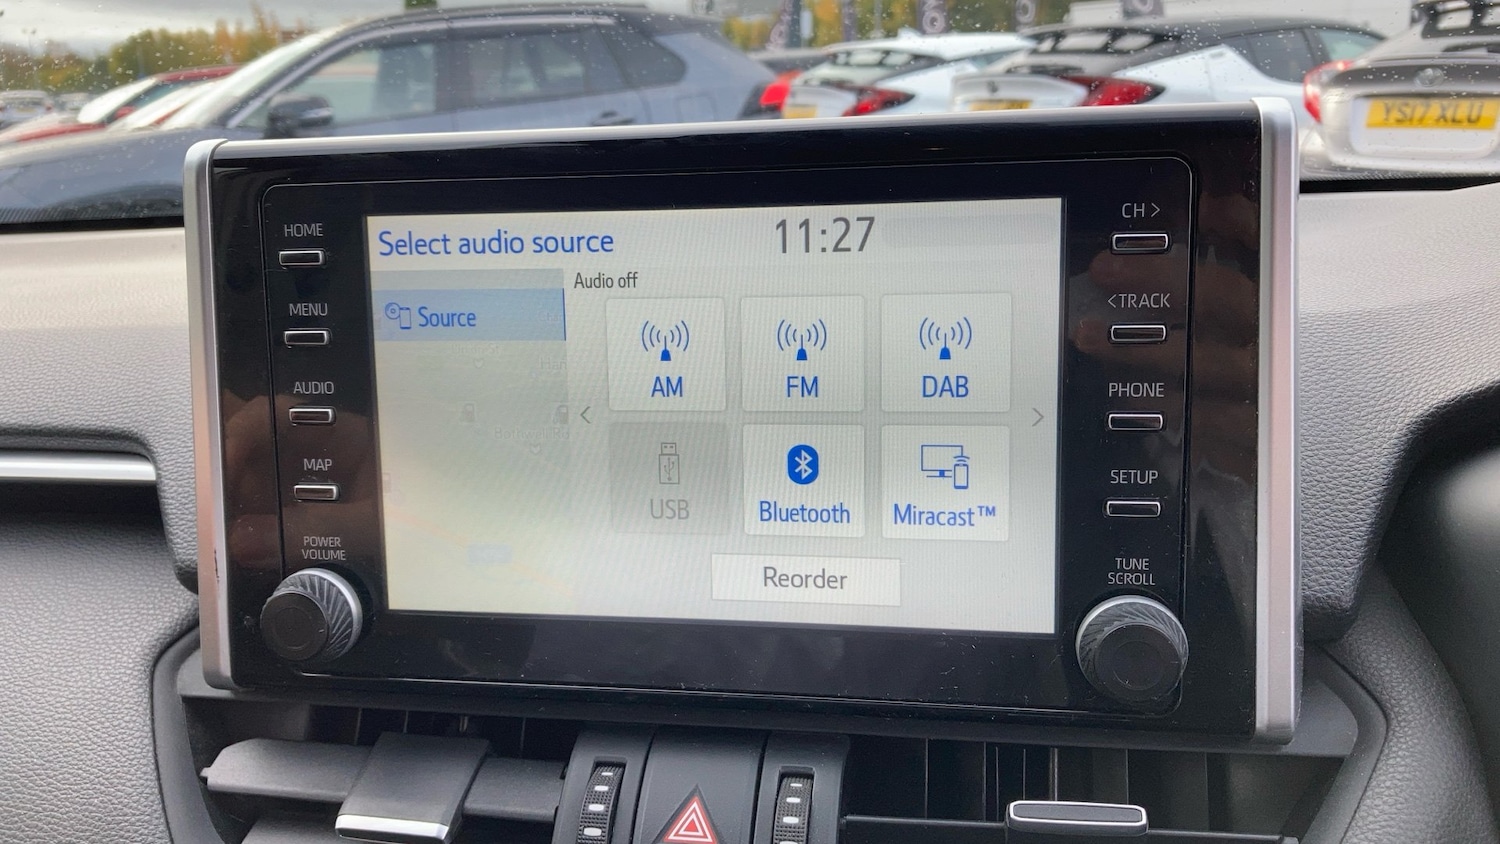 YS17 XLU
HOME
MENU
AUDIO
MAP
POWER
VOLUME
Select audio source
11:27
Source
Audio off
AM
FM
DAB
USB
Bluetooth
Miracast™
Reorder
CH >
< TRACK
PHONE
SETUP
TUNE
SCROLL